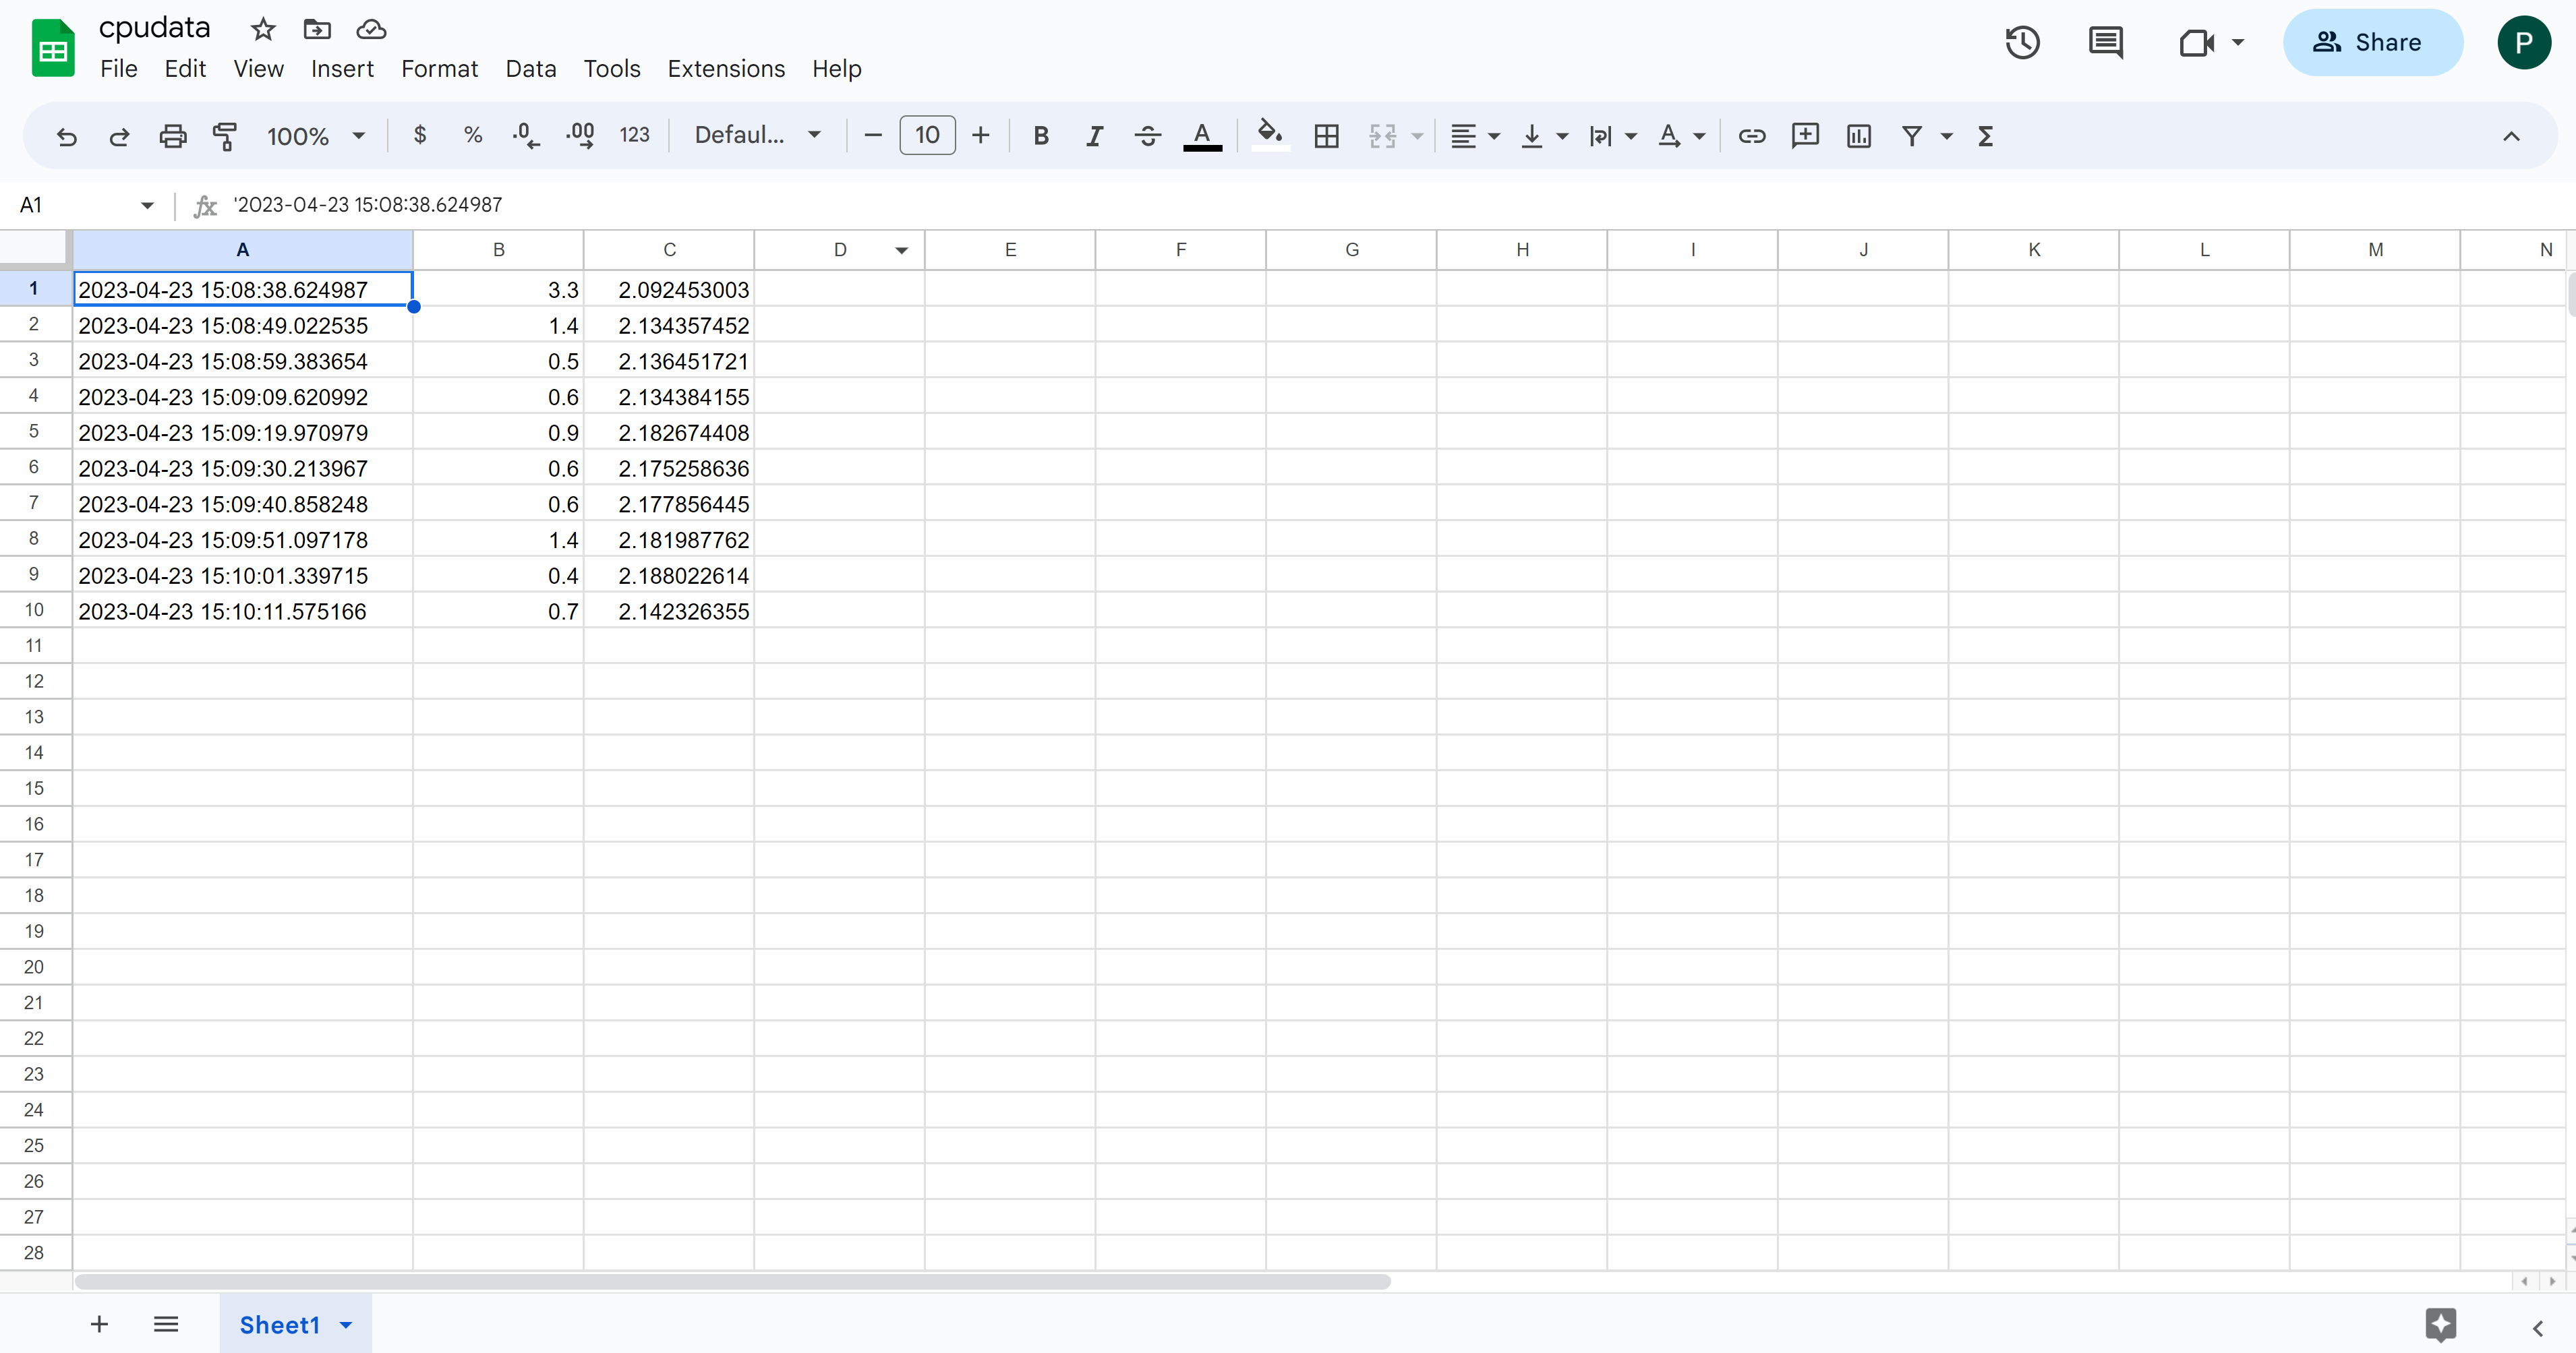 cpudata
File Edit View Insert Format Data Tools Extensions Help
Share
P
100% $ % .0 .00 123 Defaul... 10 B I S A A Σ
A1 fx '2023-04-23 15:08:38.624987
A B C D E F G H I J K L M N
1 2023-04-23 15:08:38.624987 3.3 2.092453003
2 2023-04-23 15:08:49.022535 1.4 2.134357452
3 2023-04-23 15:08:59.383654 0.5 2.136451721
4 2023-04-23 15:09:09.620992 0.6 2.134384155
5 2023-04-23 15:09:19.970979 0.9 2.182674408
6 2023-04-23 15:09:30.213967 0.6 2.175258636
7 2023-04-23 15:09:40.858248 0.6 2.177856445
8 2023-04-23 15:09:51.097178 1.4 2.181987762
9 2023-04-23 15:10:01.339715 0.4 2.188022614
10 2023-04-23 15:10:11.575166 0.7 2.142326355
11
12
13
14
15
16
17
18
19
20
21
22
23
24
25
26
27
28
Sheet1